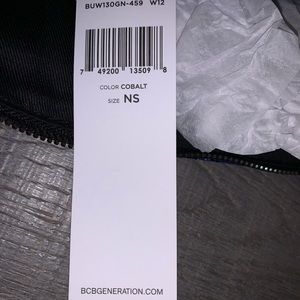 BUW130GN-459 W12
7 49200 13509 8
COLOR COBALT
SIZE NS
BCBGENERATION.COM